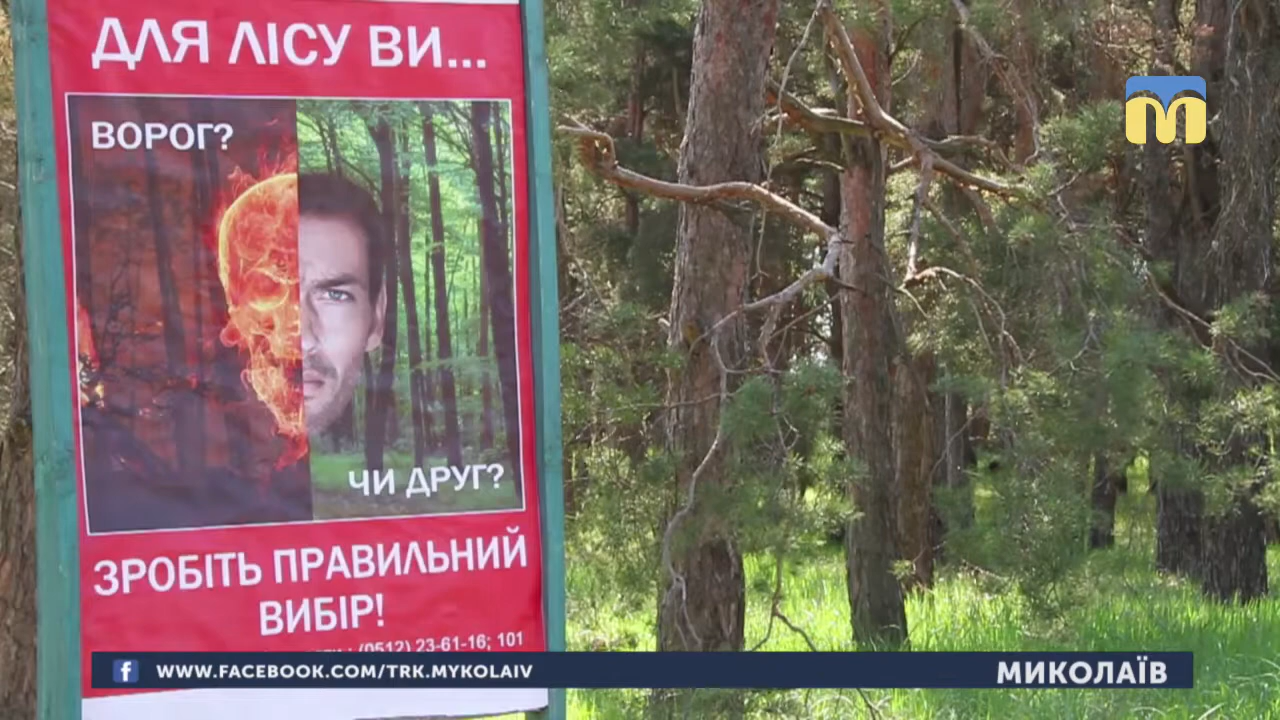 ДЛЯ ЛІСУ ВИ...
ВОРОГ?
ЧИ ДРУГ?
ЗРОБІТЬ ПРАВИЛЬНИЙ
ВИБІР!
(0512) 23-61-16; 101
WWW.FACEBOOK.COM/TRK.MYKOLAIV
МИКОЛАЇВ